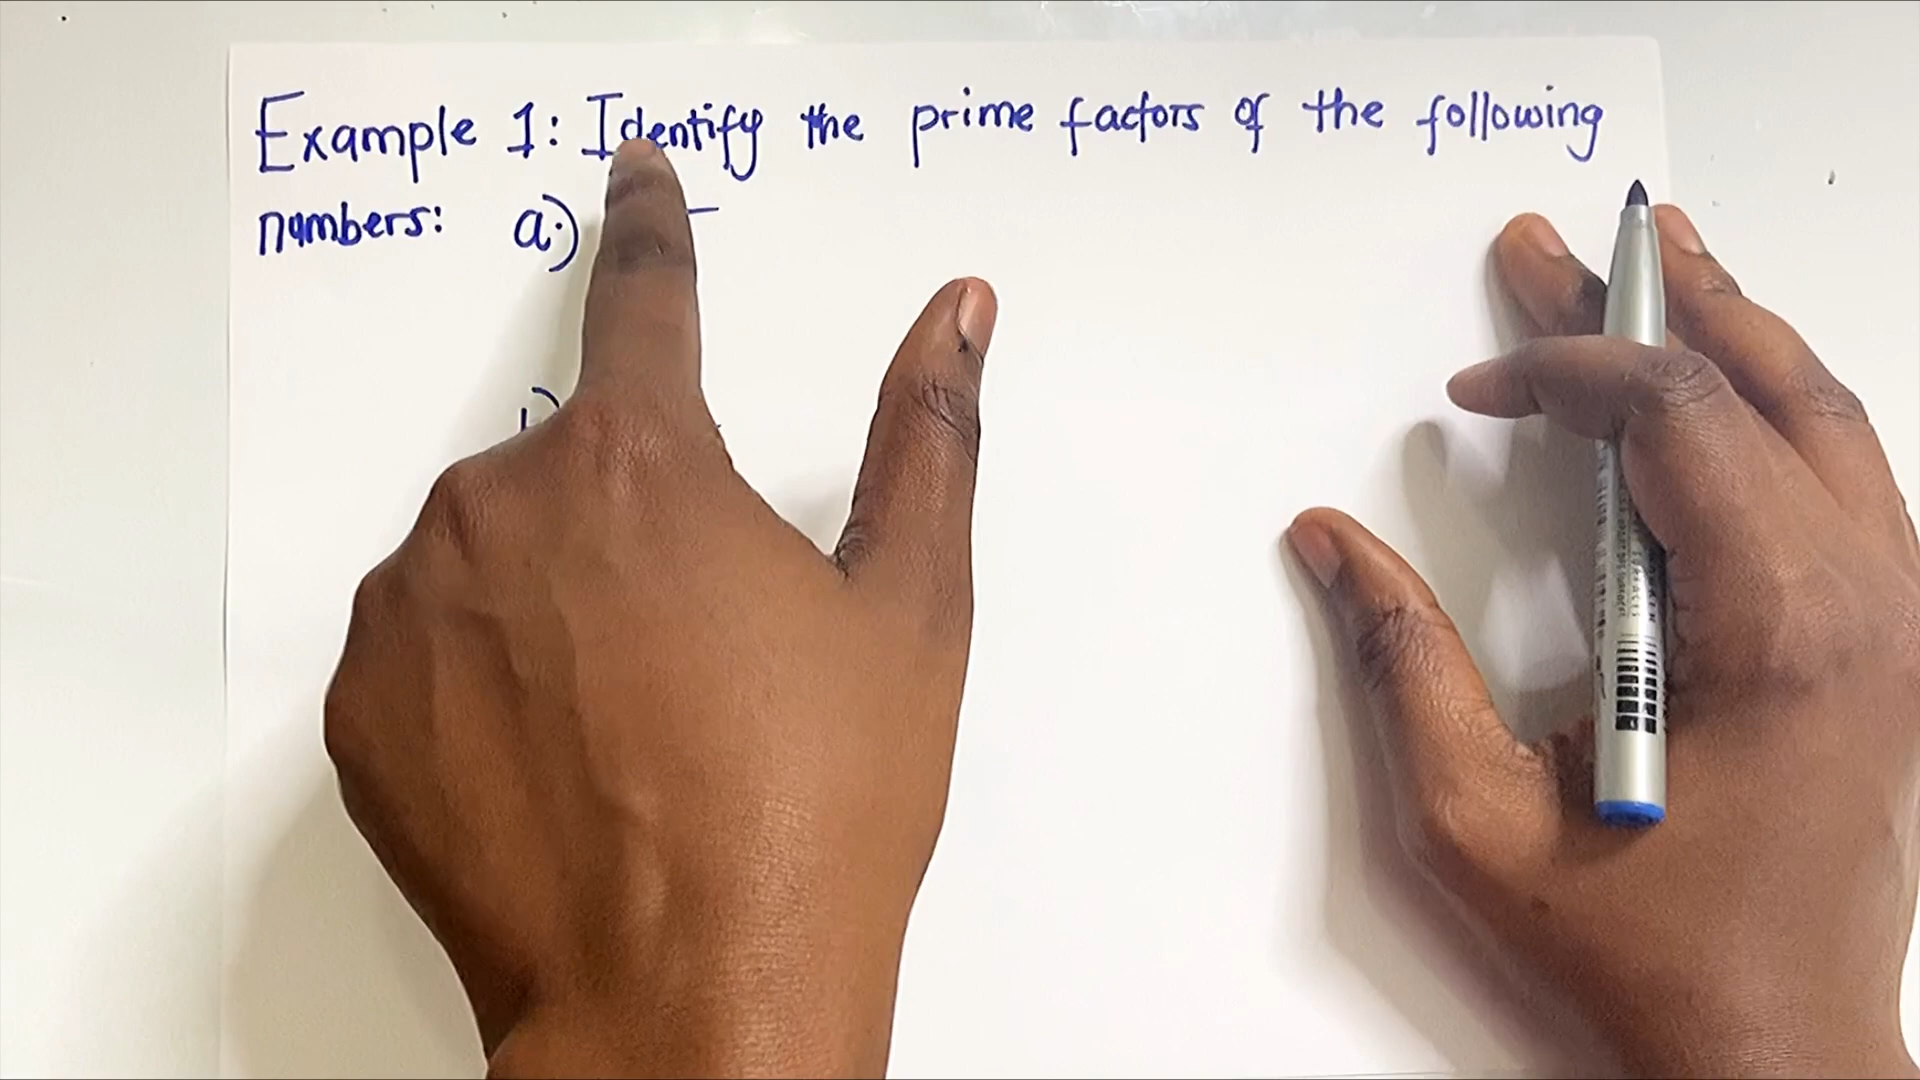 Example 1: Identify the prime factors of the following
numbers: a.)